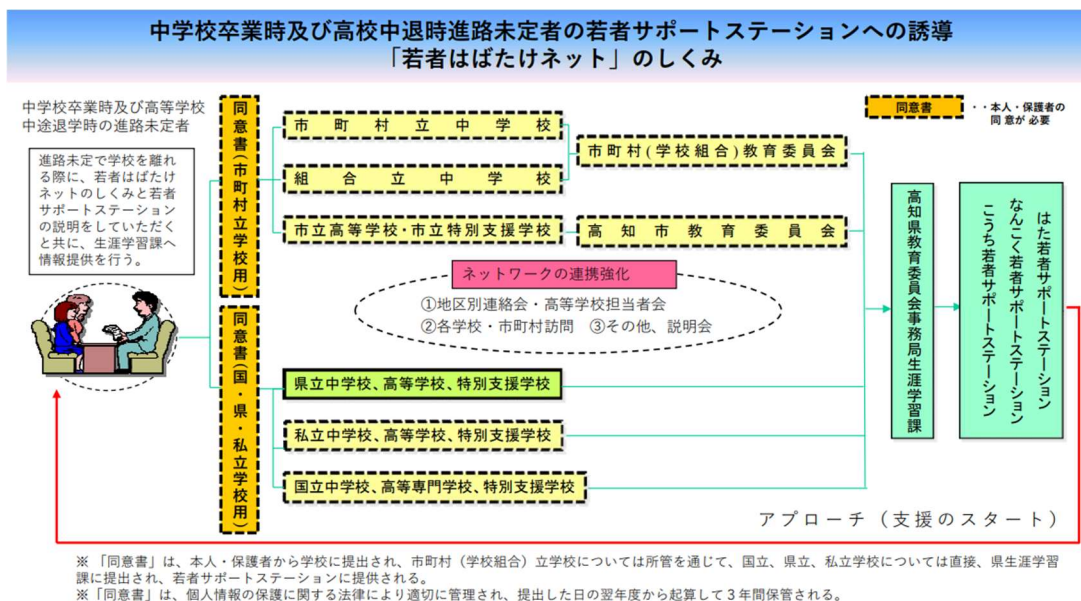 中学校卒業時及び高校中退時進路未定者の若者サポートステーションへの誘導
「若者はばたけネット」のしくみ
中学校卒業時及び高等学校
中途退学時の進路未定者
進路未定で学校を離れ
る際に、若者はばたけ
ネットのしくみと若者
サポートステーション
の説明をしていただく
と共に、生涯学習課へ
情報提供を行う。
同意書(市町村立学校用)
同意書(国・県・私立学校用)
市町村立中学校
組合立中学校
市立高等学校・市立特別支援学校
市町村(学校組合)教育委員会
高知市教育委員会
ネットワークの連携強化
①地区別連絡会・高等学校担当者会
②各学校・市町村訪問 ③その他、説明会
県立中学校、高等学校、特別支援学校
私立中学校、高等学校、特別支援学校
国立中学校、高等専門学校、特別支援学校
同意書
・・本人・保護者の
同 意が 必要
高知県教育委員会事務局生涯学習課
はた若者サポートステーション
なんこく若者サポートステーション
こうち若者サポートステーション
アプローチ(支援のスタート)
※ 「同意書」は、本人・保護者から学校に提出され、市町村(学校組合)立学校については所管を通じて、国立、県立、私立学校については直接、県生涯学習
課に提出され、若者サポートステーションに提供される。
※「同意書」は、個人情報の保護に関する法律により適切に管理され、提出した日の翌年度から起算して3年間保管される。